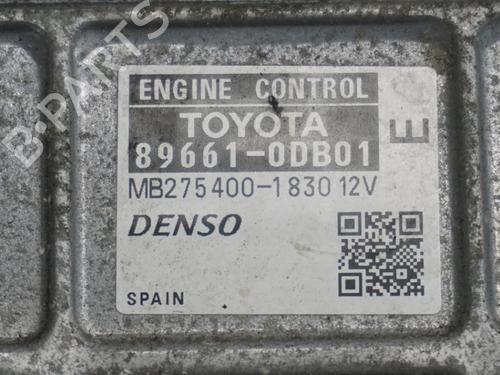 B-PARTS
ENGINE CONTROL
TOYOTA
89661-0DB01
E
MB275400-1830 12V
DENSO
SPAIN